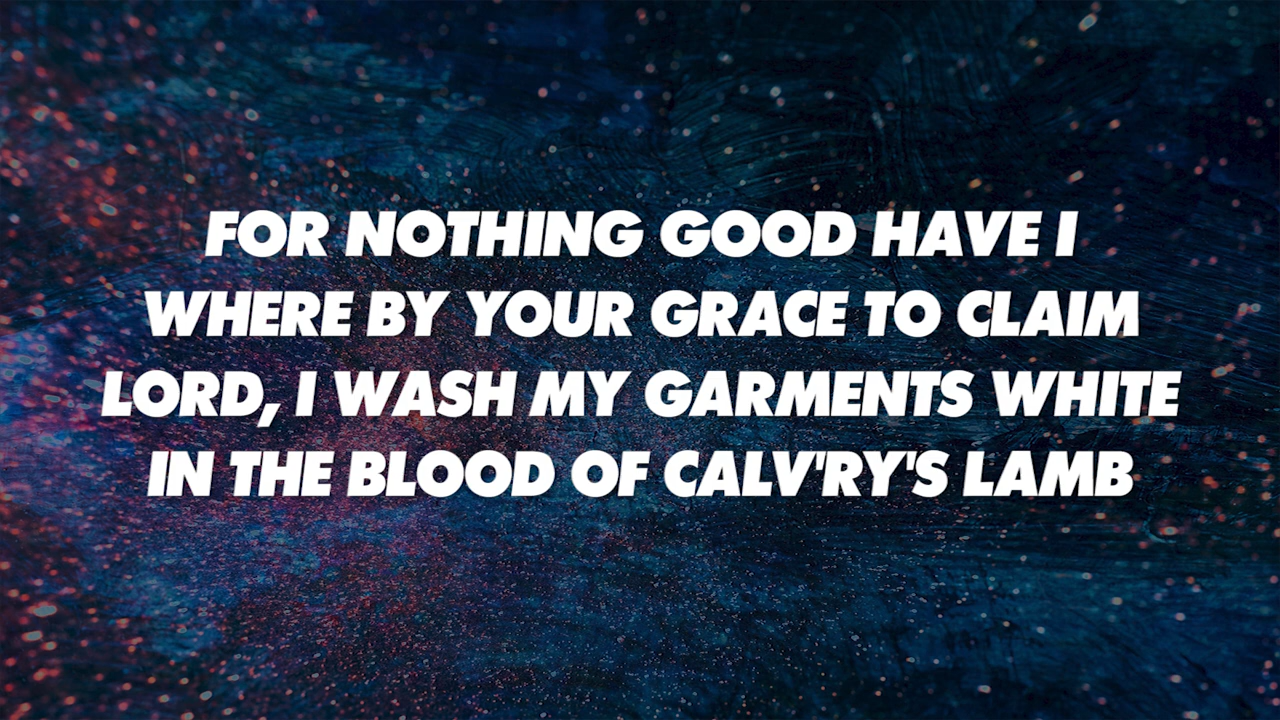 FOR NOTHING GOOD HAVE I
WHERE BY YOUR GRACE TO CLAIM
LORD, I WASH MY GARMENTS WHITE
IN THE BLOOD OF CALV'RY'S LAMB